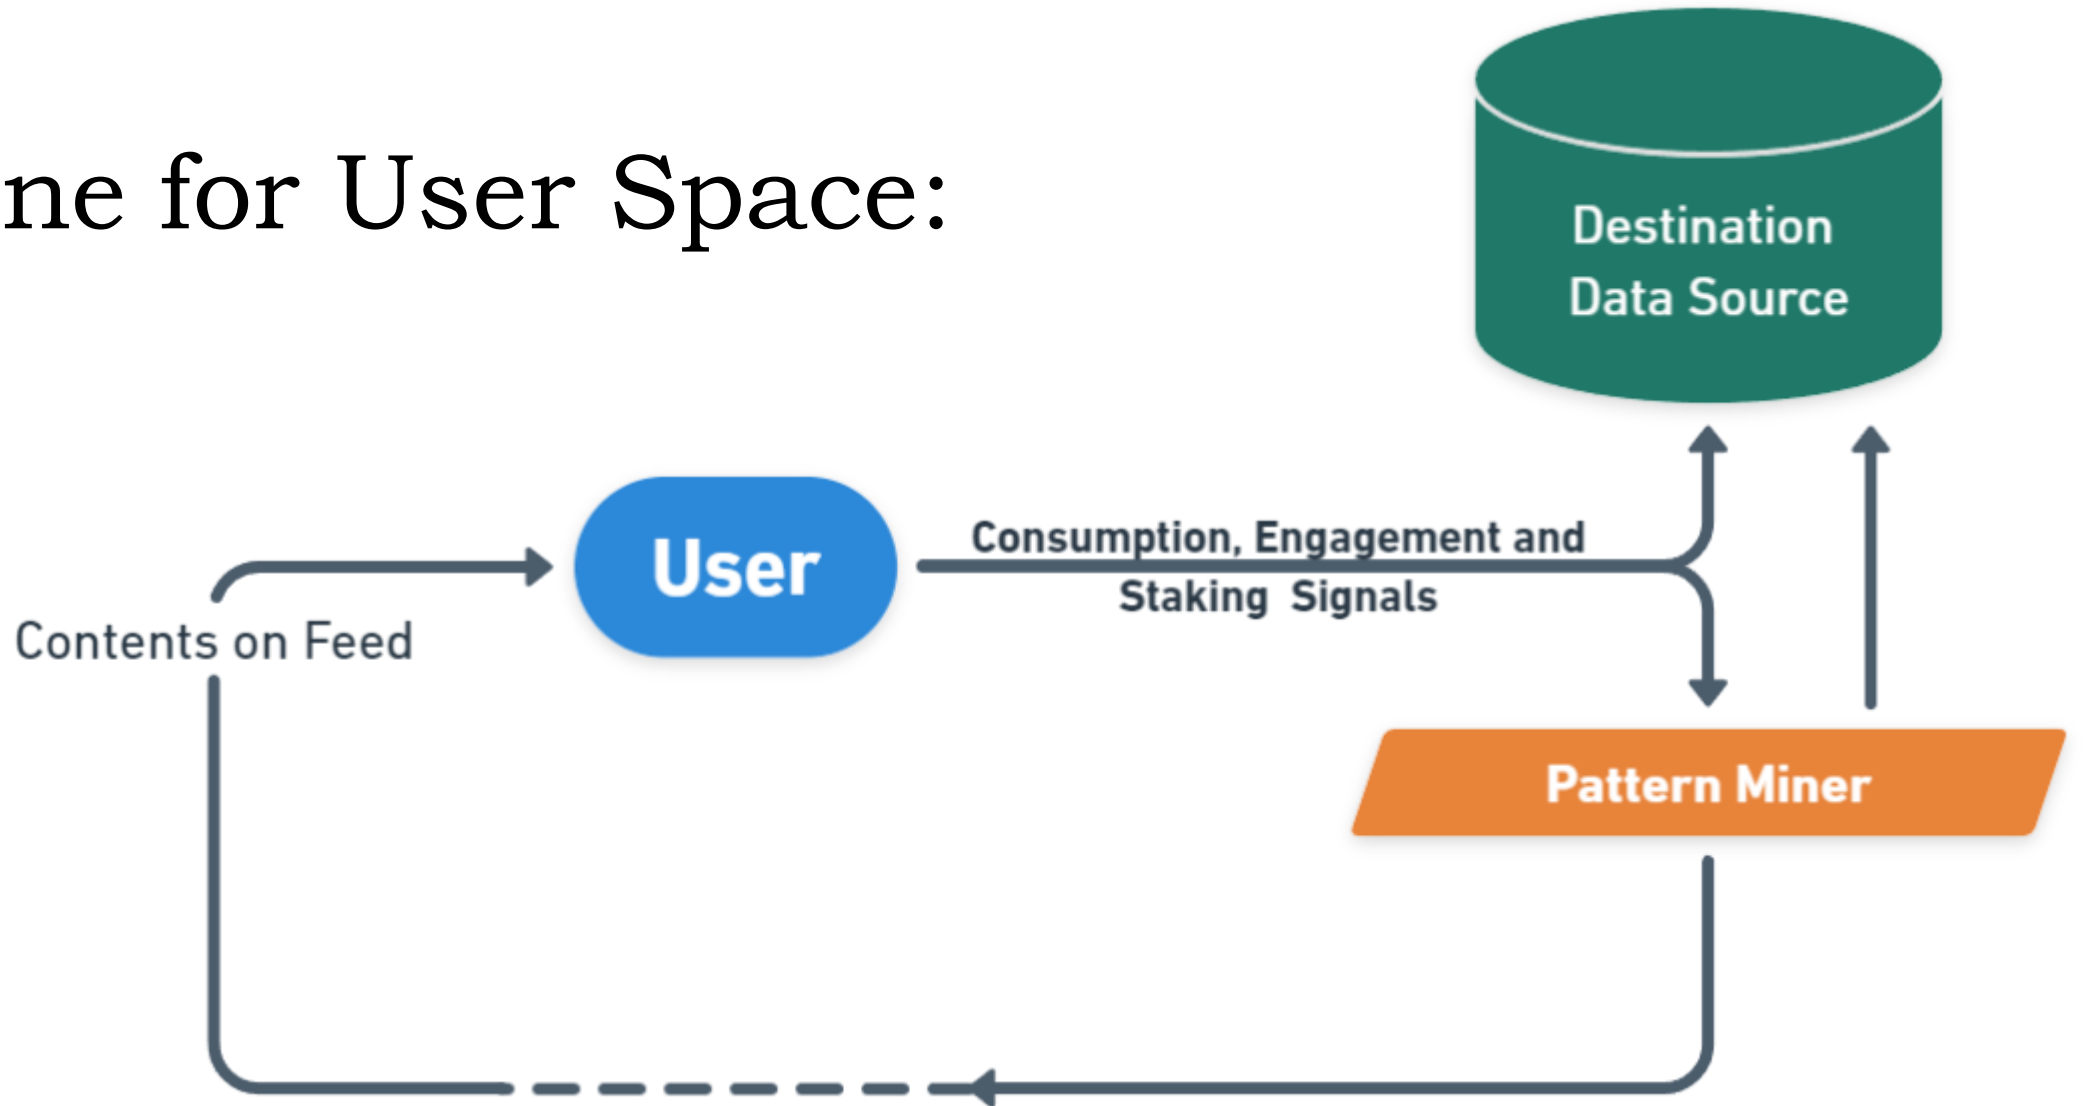 ne for User Space:
Destination
Data Source
Consumption, Engagement and
User
Staking Signals
Contents on Feed
Pattern Miner